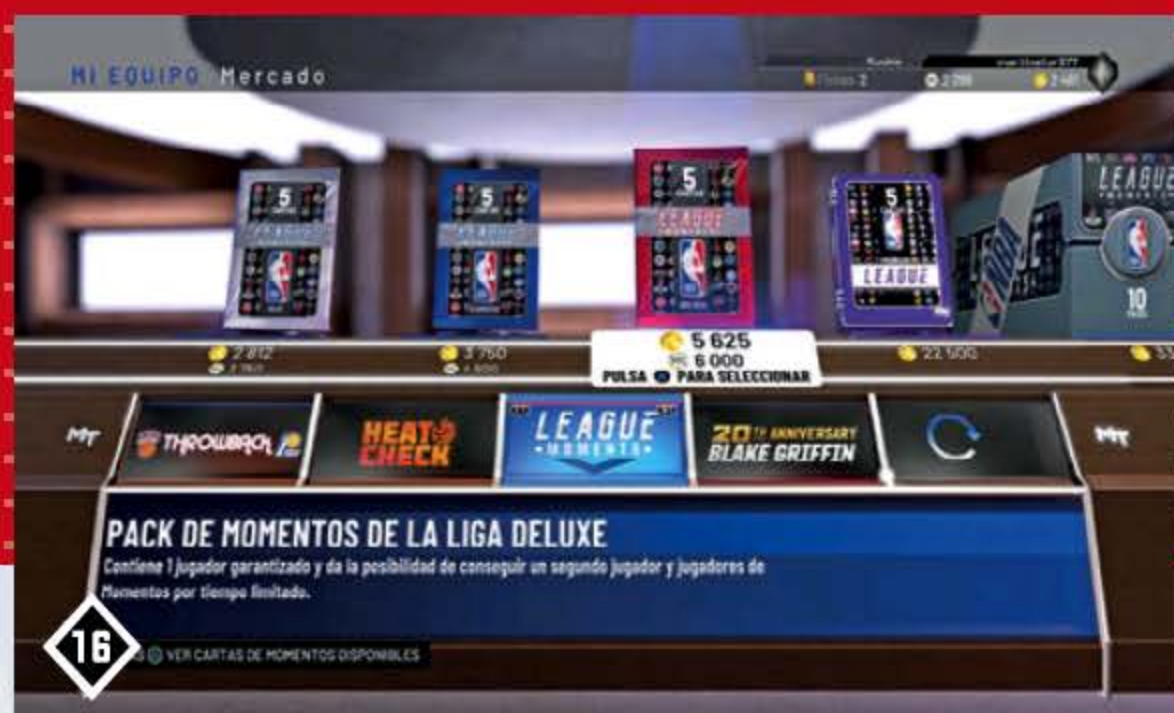 MI EQUIPO Mercado
5
5
5
5
LEAGUE
LEAGUE
LEAGUE
NBA
10
2 812
3 750
5 625
6 000
PULSA PARA SELECCIONAR
22 500
MT
THROWBACK
HEAT CHECK
LEAGUE
MOMENTS
20TH ANNIVERSARY
BLAKE GRIFFIN
MT
PACK DE MOMENTOS DE LA LIGA DELUXE
Contiene 1 jugador garantizado y da la posibilidad de conseguir un segundo jugador y jugadores de
Momentos por tiempo limitado.
16
VER CARTAS DE MOMENTOS DISPONIBLES